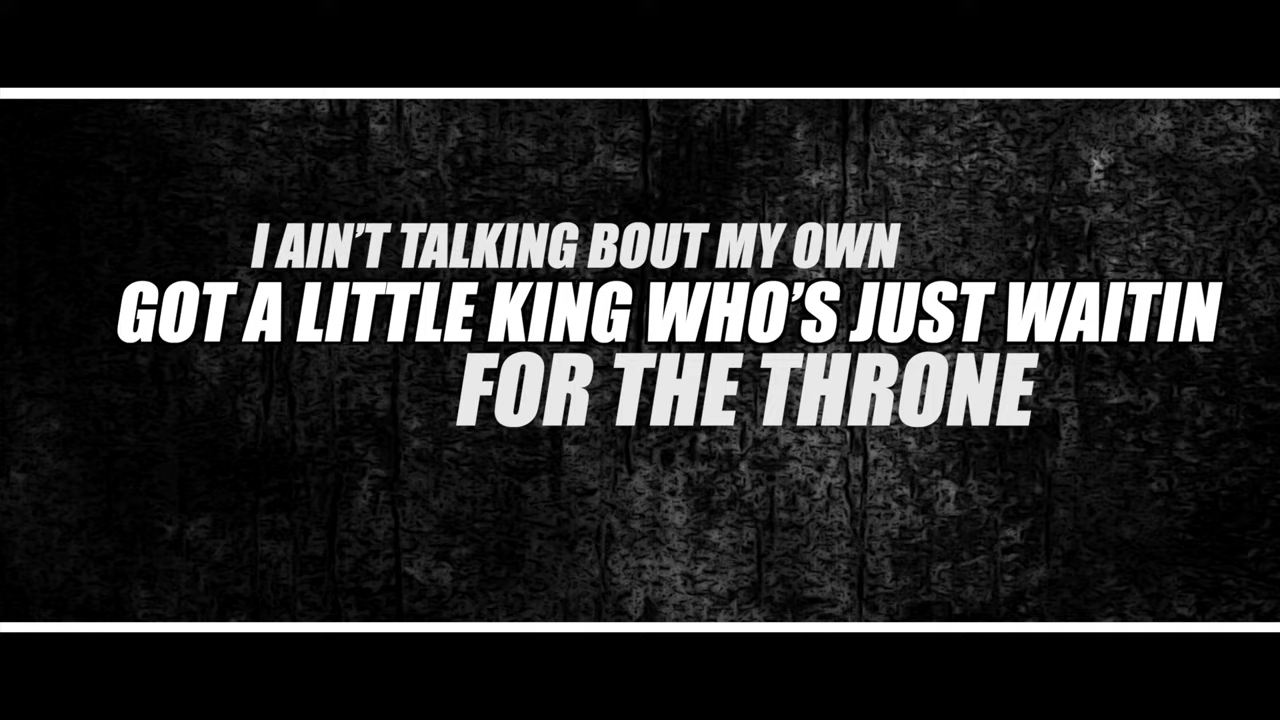 I AIN'T TALKING BOUT MY OWN
GOT A LITTLE KING WHO'S JUST WAITIN
FOR THE THRONE